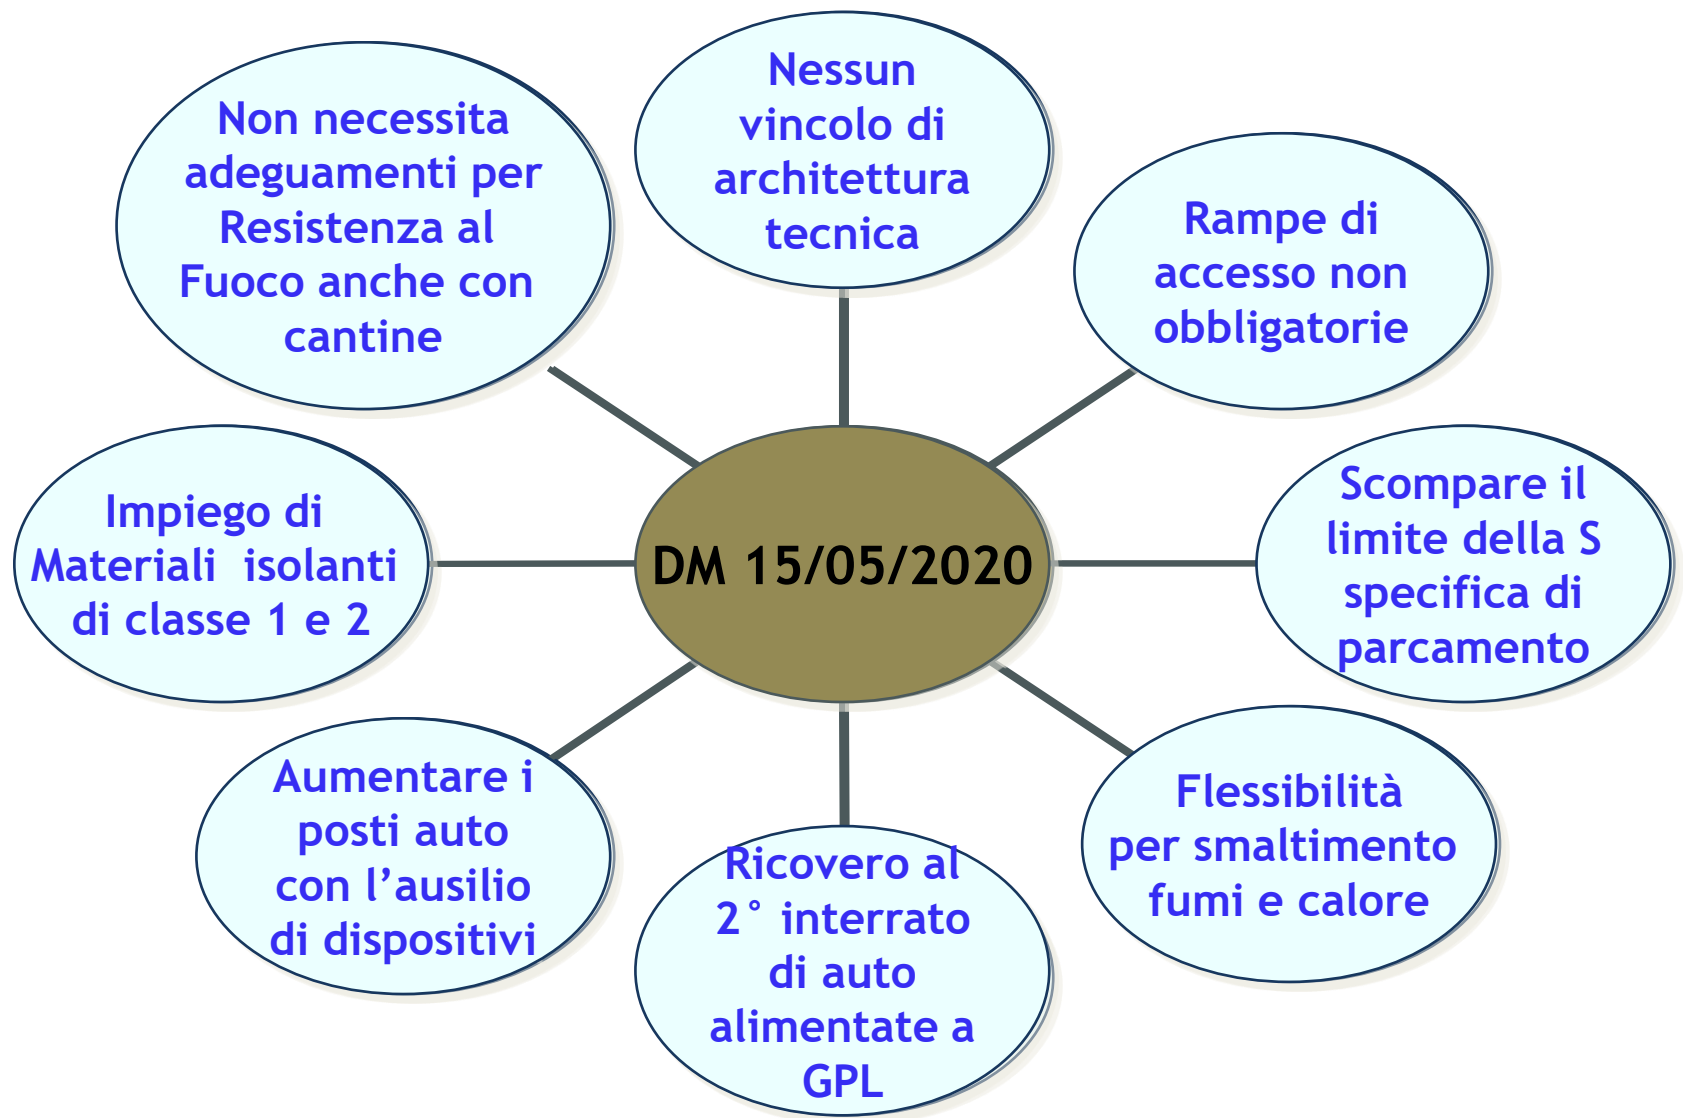 Nessun
vincolo di
architettura
tecnica
Non necessita
adeguamenti per
Resistenza al
Fuoco anche con
cantine
Rampe di
accesso non
obbligatorie
Impiego di
Materiali  isolanti
di classe 1 e 2
DM 15/05/2020
Scompare il
limite della S
specifica di
parcamento
Aumentare i
posti auto
con l’ausilio
di dispositivi
Ricovero al
2° interrato
di auto
alimentate a
GPL
Flessibilità
per smaltimento
fumi e calore